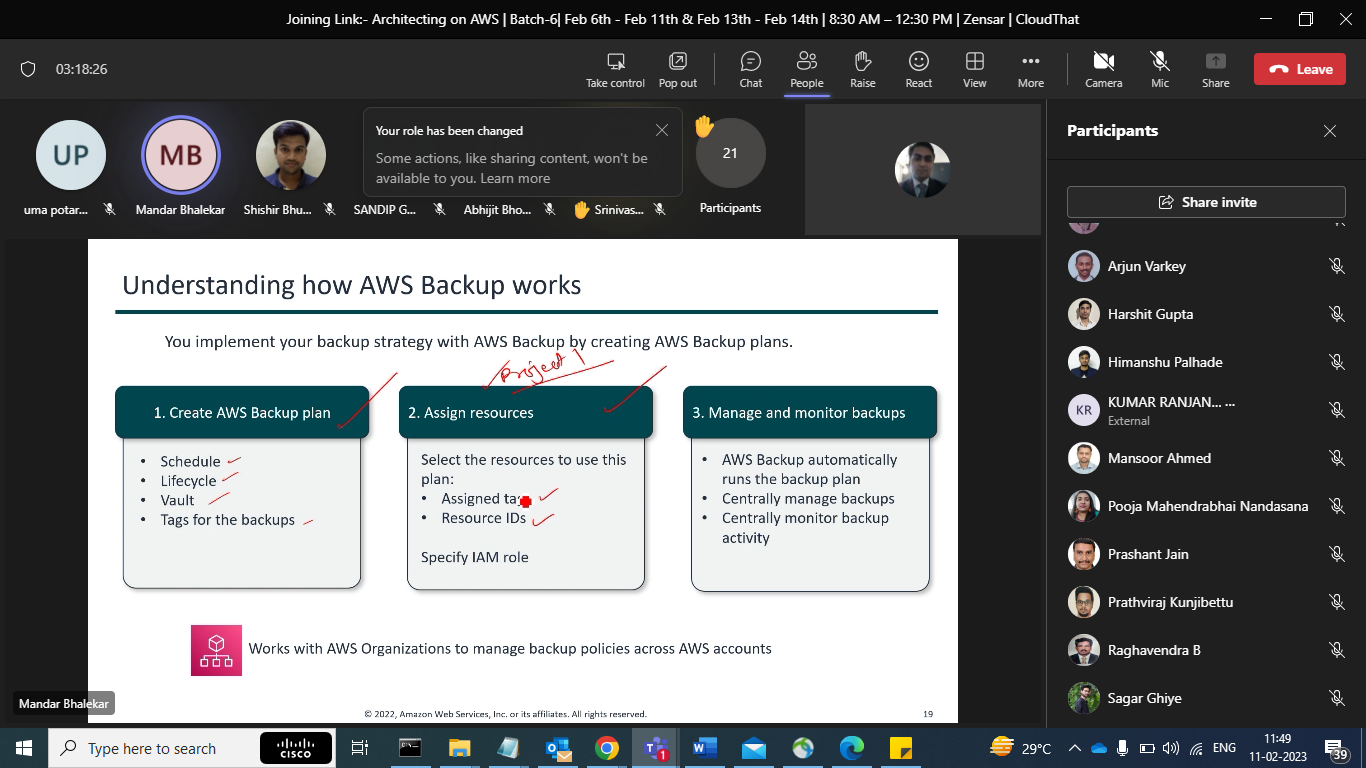 Joining Link:- Architecting on AWS | Batch-6| Feb 6th - Feb 11th & Feb 13th - Feb 14th | 8:30 AM – 12:30 PM | Zensar | CloudThat
03:18:26
Take control
Pop out
Chat
People
Raise
React
View
More
Camera
Mic
Share
Leave
UP
MB
Your role has been changed
Some actions, like sharing content, won't be
available to you. Learn more
21
uma potar...
Mandar Bhalekar
Shishir Bhu...
SANDIP G...
Abhijit Bho...
Srinivas...
Participants
Participants
Share invite
Arjun Varkey
Harshit Gupta
Himanshu Palhade
KR
KUMAR RANJAN... ...
External
Mansoor Ahmed
Pooja Mahendrabhai Nandasana
Prashant Jain
Prathviraj Kunjibettu
Raghavendra B
Sagar Ghiye
Understanding how AWS Backup works
You implement your backup strategy with AWS Backup by creating AWS Backup plans.
Project 1
1. Create AWS Backup plan
• Schedule
• Lifecycle
• Vault
• Tags for the backups
2. Assign resources
Select the resources to use this
plan:
• Assigned
• Resource IDs
Specify IAM role
3. Manage and monitor backups
• AWS Backup automatically
runs the backup plan
• Centrally manage backups
• Centrally monitor backup
activity
Works with AWS Organizations to manage backup policies across AWS accounts
Mandar Bhalekar
© 2022, Amazon Web Services, Inc. or its affiliates. All rights reserved.
19
Type here to search
CISCO
1
29°C
ENG
11:49
11-02-2023
39